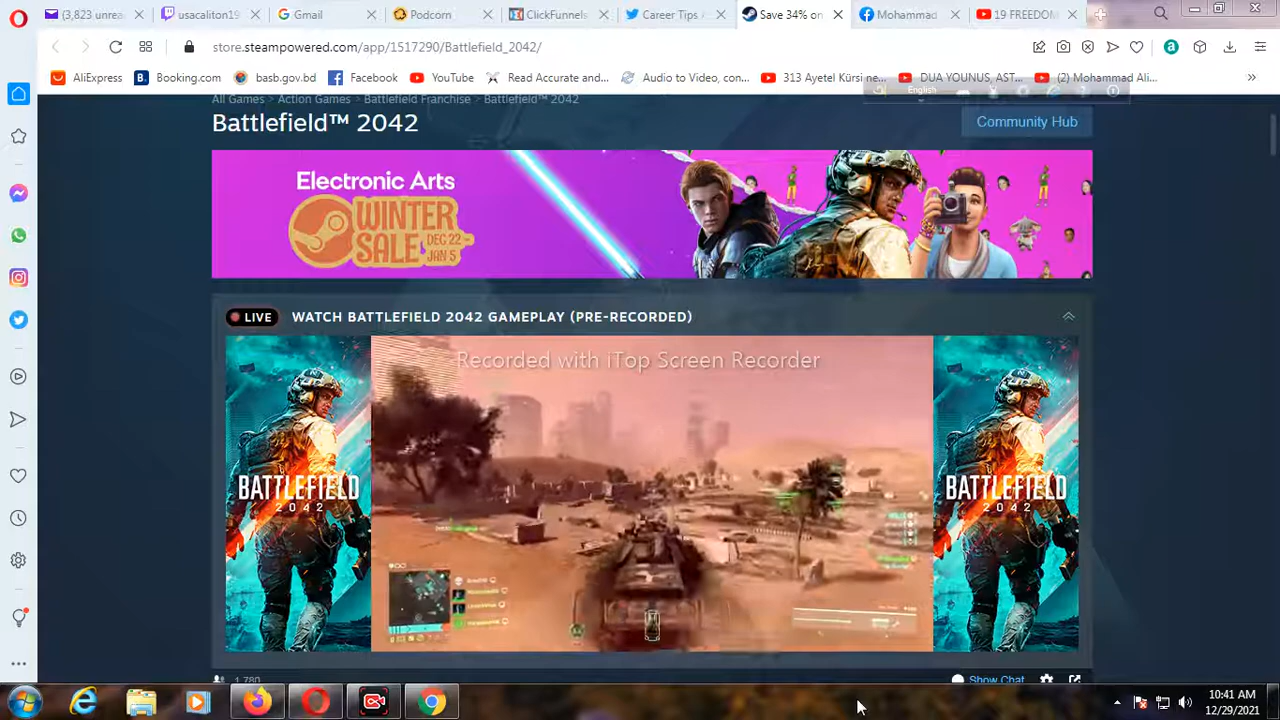 (3,823 unrea
usacaliton19
Gmail
Podcorn
ClickFunnels
Career Tips A
Save 34% on
Mohammad
19 FREEDOM
store.steampowered.com/app/1517290/Battlefield_2042/
AliExpress
Booking.com
basb.gov.bd
Facebook
YouTube
Read Accurate and...
Audio to Video, con...
313 Ayetel Kürsi ne...
DUA YOUNUS, AST...
(2) Mohammad Ali...
English
All Games > Action Games > Battlefield Franchise > Battlefield™ 2042
Battlefield™ 2042
Community Hub
Electronic Arts
WINTER
SALE
DEC 22 -
JAN 5
LIVE
WATCH BATTLEFIELD 2042 GAMEPLAY (PRE-RECORDED)
Recorded with iTop Screen Recorder
BATTLEFIELD
2042
BATTLEFIELD
2042
1,780
Show Chat
10:41 AM
12/29/2021